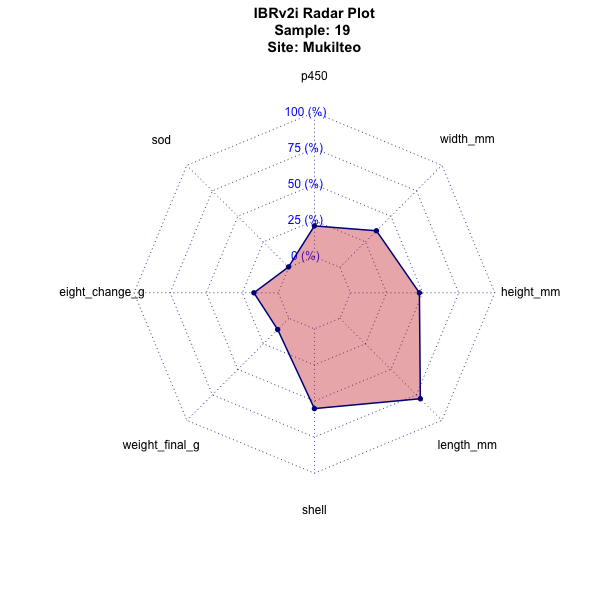 IBRv2i Radar Plot
Sample: 19
Site: Mukilteo
p450
100 (%)
sod
width_mm
75 (%)
50 (%)
25 (%)
0 (%)
eight_change_g
height_mm
weight_final_g
length_mm
shell